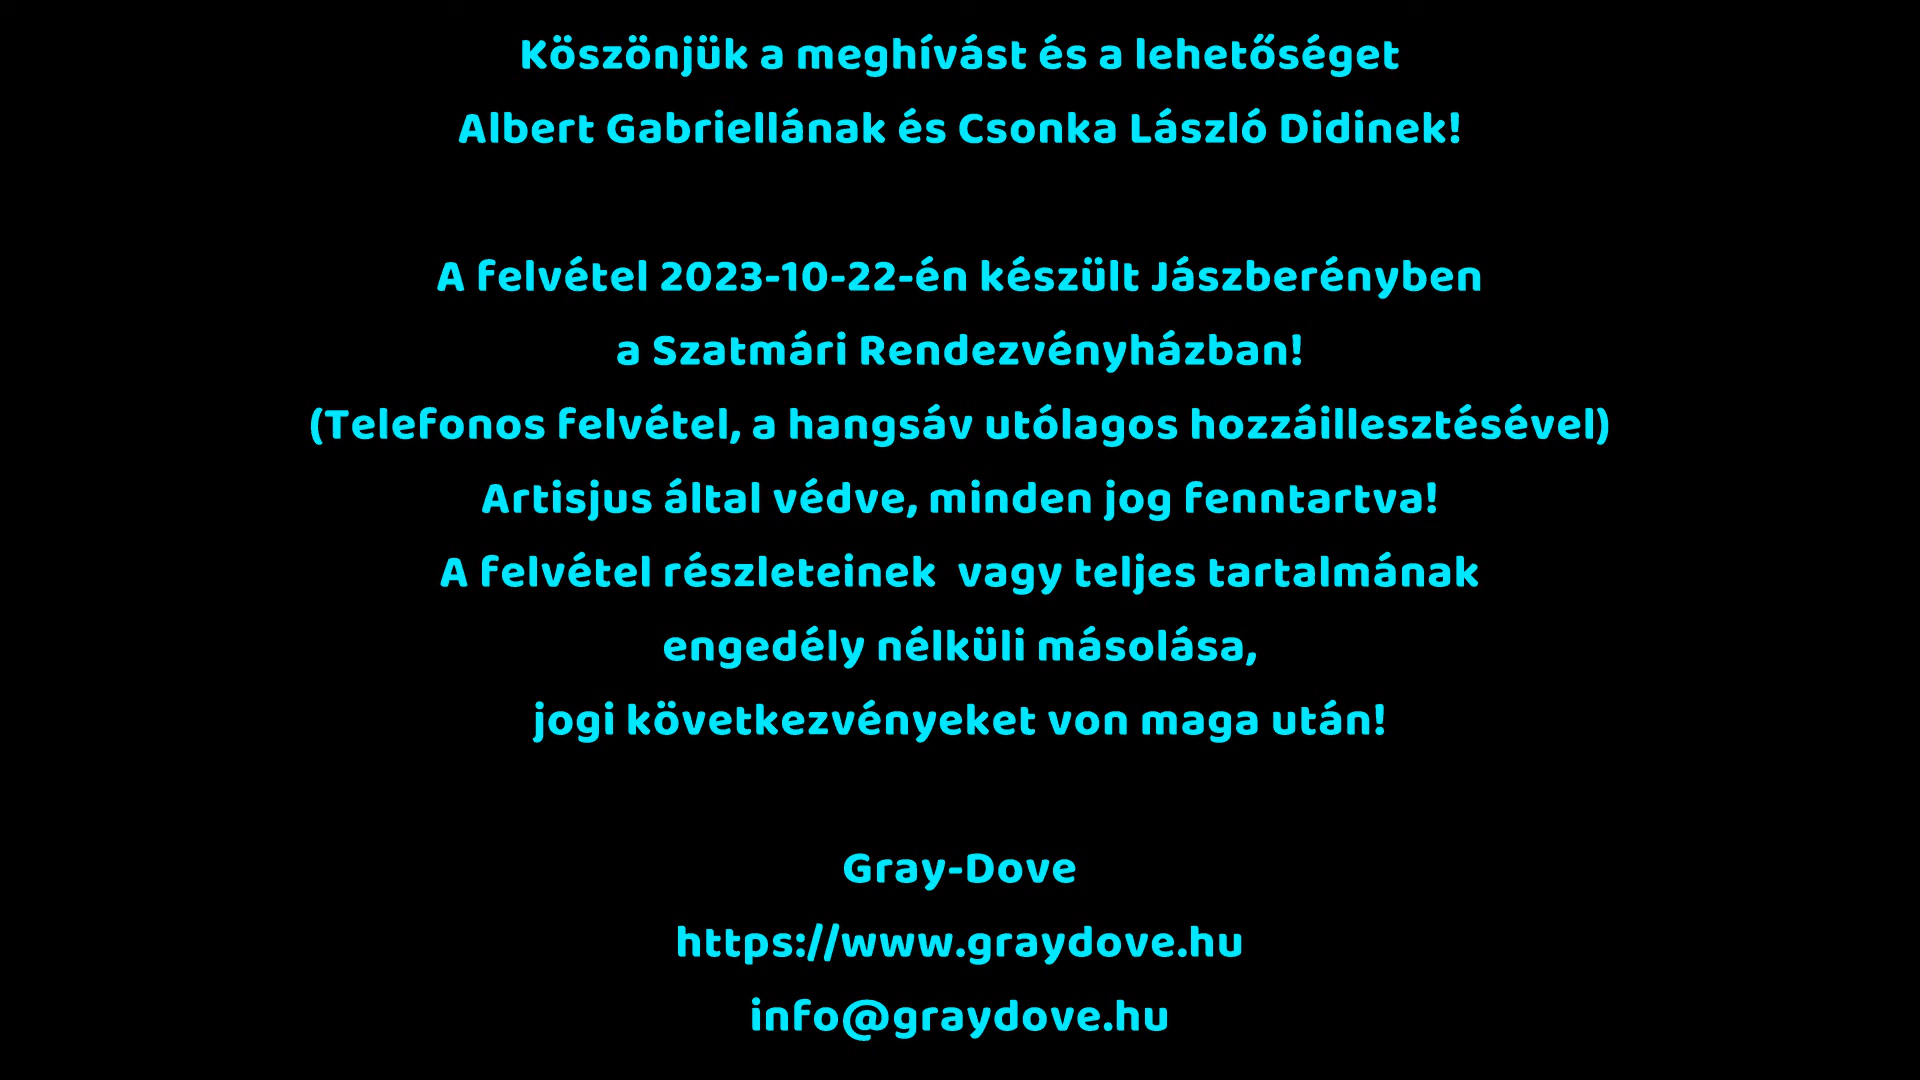 Köszönjük a meghívást és a lehetőséget
Albert Gabriellának és Csonka László Didinek!
A felvétel 2023-10-22-én készült Jászberényben
a Szatmári Rendezvényházban!
(Telefonos felvétel, a hangsáv utólagos hozzáillesztésével)
Artisjus által védve, minden jog fenntartva!
A felvétel részleteinek  vagy teljes tartalmának
engedély nélküli másolása,
jogi következvényeket von maga után!
Gray-Dove
https://www.graydove.hu
info@graydove.hu